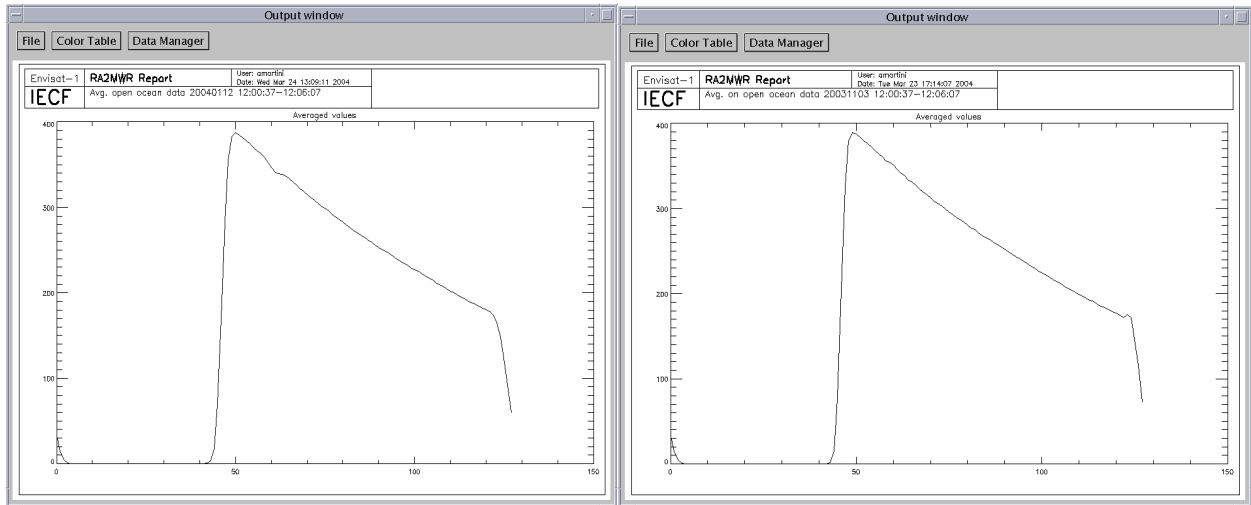 Output window
File Color Table Data Manager
Envisat-1 RA2MWR Report User: amartini
Date: Wed Mar 24 13:09:11 2004
IECF Avg. open ocean data 20040112 12:00:37-12:06:07
Averaged values
400
300
200
100
0
0 50 100 150
Output window
File Color Table Data Manager
Envisat-1 RA2MWR Report User: amartini
Date: Tue Mar 23 17:14:07 2004
IECF Avg. on open ocean data 20031103 12:00:37-12:06:07
Averaged values
400
300
200
100
0
0 50 100 150